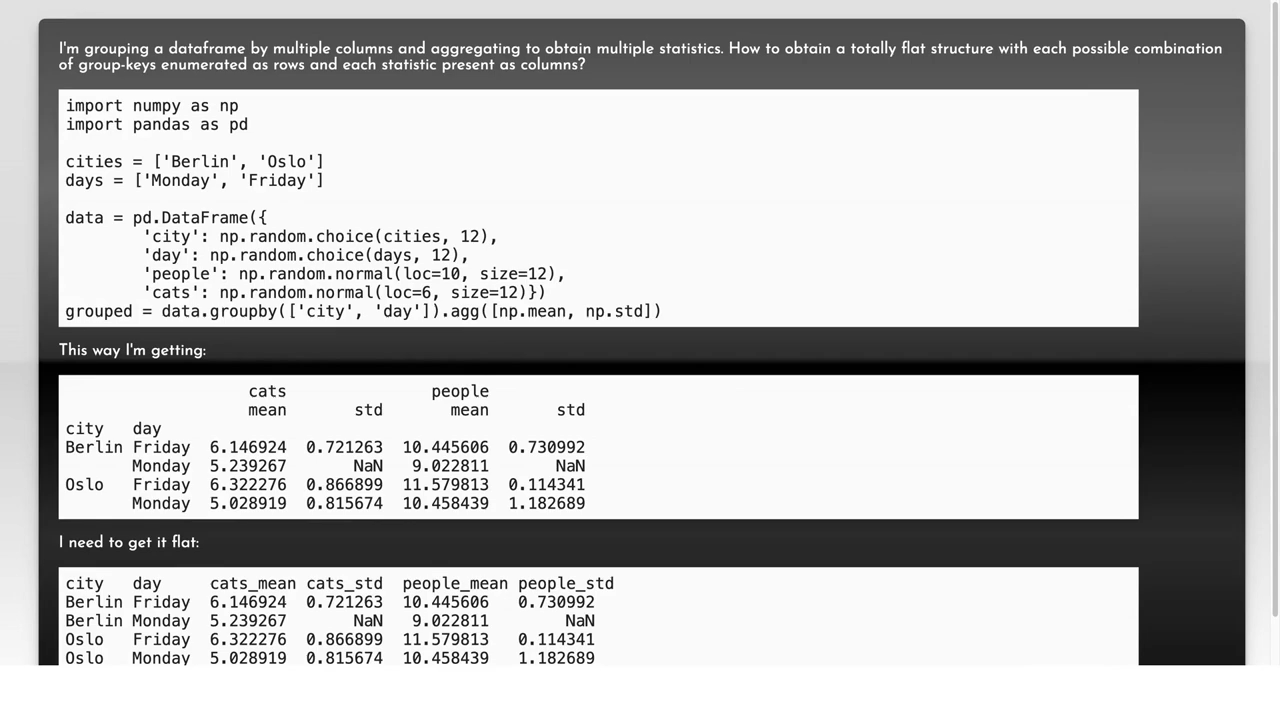 I'm grouping a dataframe by multiple columns and aggregating to obtain multiple statistics. How to obtain a totally flat structure with each possible combination
of group-keys enumerated as rows and each statistic present as columns?
import numpy as np
import pandas as pd
cities = ['Berlin', 'Oslo']
days = ['Monday', 'Friday']
data = pd.DataFrame({
        'city': np.random.choice(cities, 12),
        'day': np.random.choice(days, 12),
        'people': np.random.normal(loc=10, size=12),
        'cats': np.random.normal(loc=6, size=12)})
grouped = data.groupby(['city', 'day']).agg([np.mean, np.std])
This way I'm getting:
                   cats               people
                   mean       std       mean       std
city   day
Berlin Friday  6.146924  0.721263  10.445606  0.730992
       Monday  5.239267       NaN   9.022811       NaN
Oslo   Friday  6.322276  0.866899  11.579813  0.114341
       Monday  5.028919  0.815674  10.458439  1.182689
I need to get it flat:
city   day     cats_mean cats_std  people_mean people_std
Berlin Friday  6.146924  0.721263  10.445606  0.730992
Berlin Monday  5.239267       NaN   9.022811       NaN
Oslo   Friday  6.322276  0.866899  11.579813  0.114341
Oslo   Monday  5.028919  0.815674  10.458439  1.182689